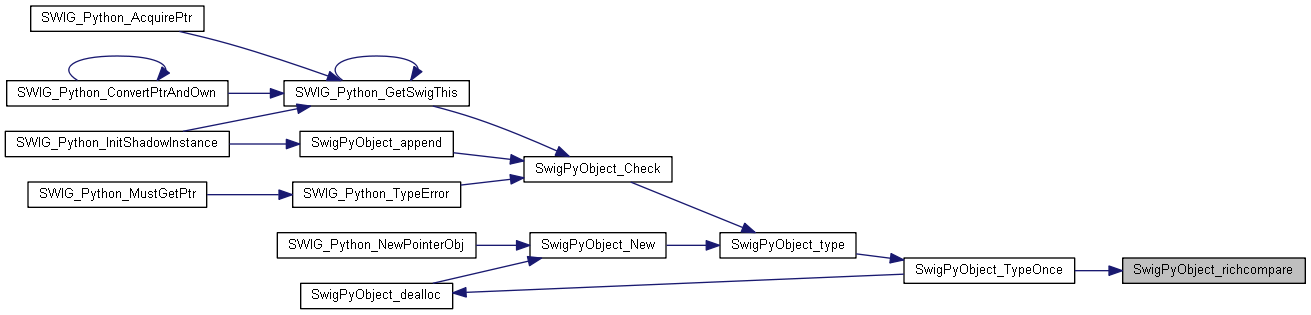 SWIG_Python_AcquirePtr
SWIG_Python_ConvertPtrAndOwn
SWIG_Python_GetSwigThis
SWIG_Python_InitShadowInstance
SwigPyObject_append
SwigPyObject_Check
SWIG_Python_MustGetPtr
SWIG_Python_TypeError
SWIG_Python_NewPointerObj
SwigPyObject_New
SwigPyObject_type
SwigPyObject_TypeOnce
SwigPyObject_richcompare
SwigPyObject_dealloc